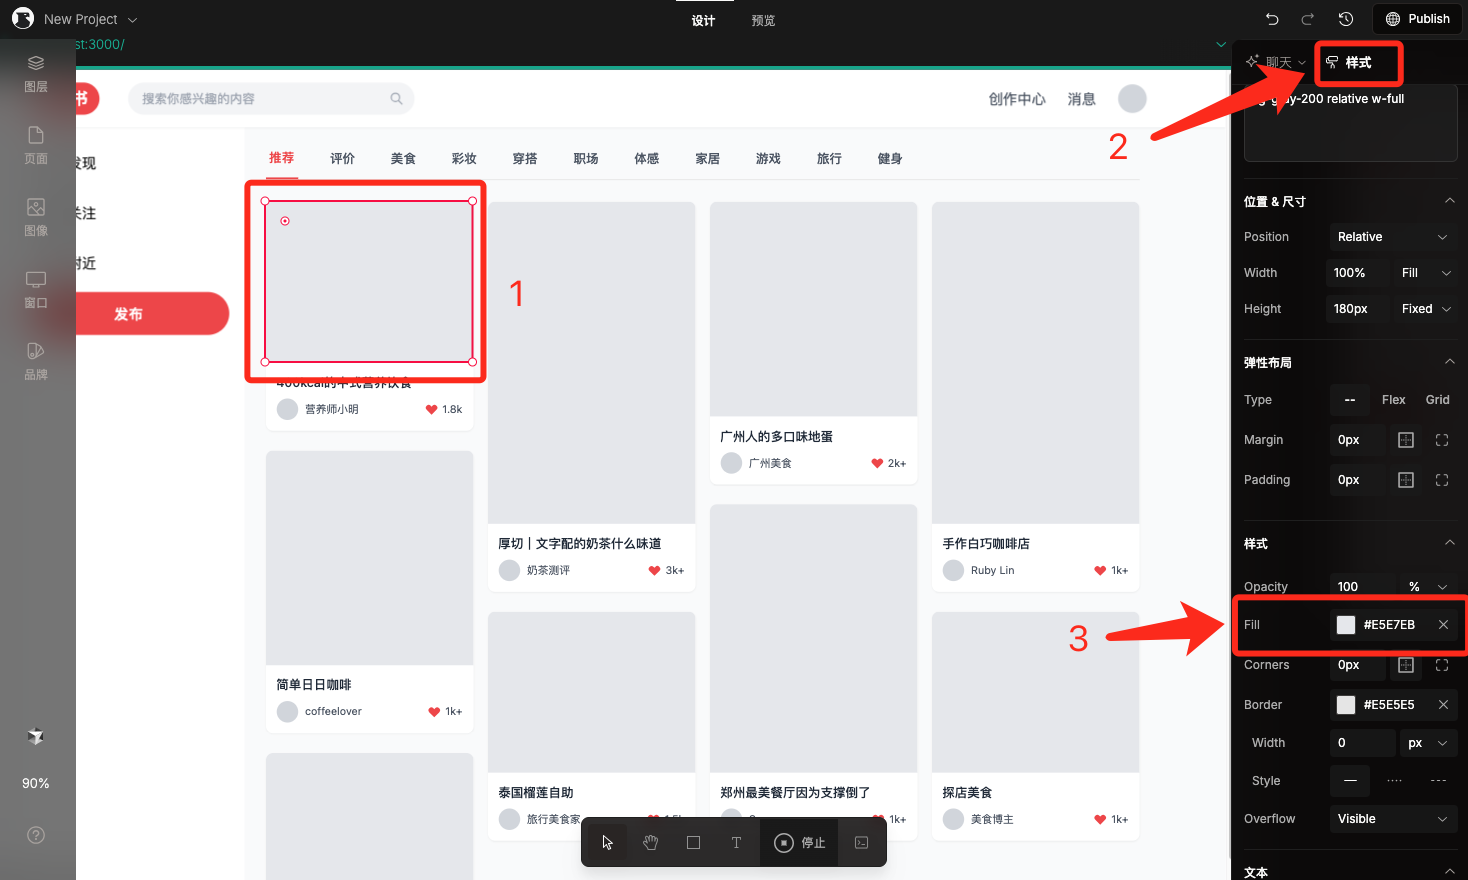 New Project
设计
预览
Publish
st:3000/
图层
页面
图像
窗口
品牌
90%
书
搜索你感兴趣的内容
创作中心
消息
发现
关注
附近
发布
推荐
评价
美食
彩妆
穿搭
职场
体感
家居
游戏
旅行
健身
1
2
3
400kcal的中式营养饮食
营养师小明
1.8k
简单日日咖啡
coffeelover
1k+
厚切 | 文字配的奶茶什么味道
奶茶测评
3k+
泰国榴莲自助
旅行美食家
广州人的多口味地蛋
广州美食
2k+
郑州最美餐厅因为支撑倒了
1k+
手作白巧咖啡店
Ruby Lin
1k+
探店美食
美食博主
1k+
T
停止
聊天
样式
-200 relative w-full
位置 & 尺寸
Position
Relative
Width
100%
Fill
Height
180px
Fixed
弹性布局
Type
--
Flex
Grid
Margin
0px
Padding
0px
样式
Opacity
100
%
Fill
#E5E7EB
Corners
0px
Border
#E5E5E5
Width
0
px
Style
Overflow
Visible
文本